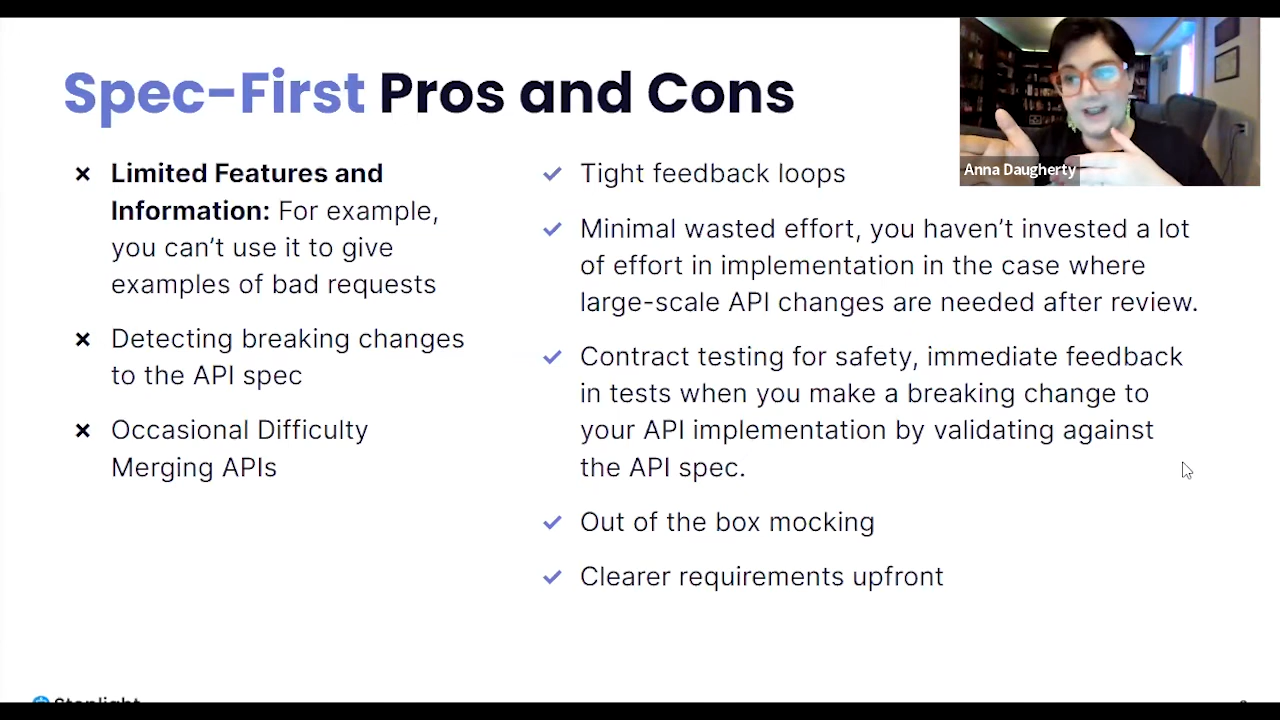 Spec-First Pros and Cons
Anna Daugherty
Limited Features and
Information: For example,
you can’t use it to give
examples of bad requests
Detecting breaking changes
to the API spec
Occasional Difficulty
Merging APIs
Tight feedback loops
Minimal wasted effort, you haven’t invested a lot
of effort in implementation in the case where
large-scale API changes are needed after review.
Contract testing for safety, immediate feedback
in tests when you make a breaking change to
your API implementation by validating against
the API spec.
Out of the box mocking
Clearer requirements upfront
Stoplight